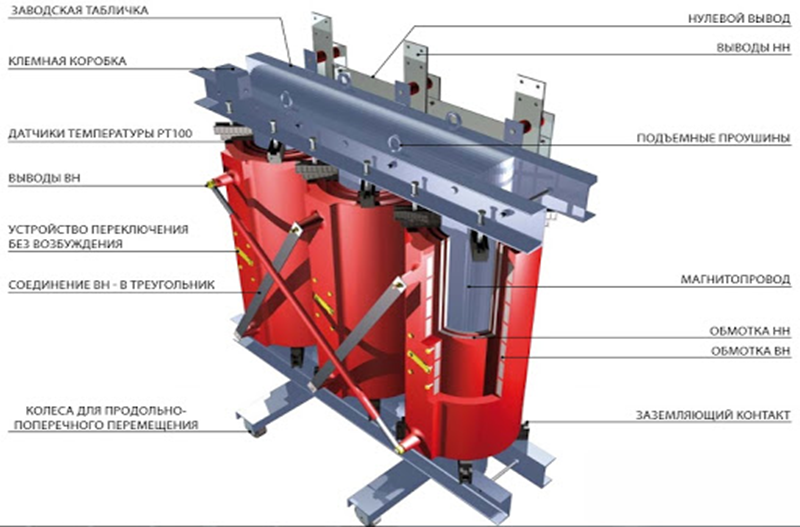 ЗАВОДСКАЯ ТАБЛИЧКА
КЛЕМНАЯ КОРОБКА
ДАТЧИКИ ТЕМПЕРАТУРЫ PT100
ВЫВОДЫ ВН
УСТРОЙСТВО ПЕРЕКЛЮЧЕНИЯ
БЕЗ ВОЗБУЖДЕНИЯ
СОЕДИНЕНИЕ ВН - В ТРЕУГОЛЬНИК
КОЛЕСА ДЛЯ ПРОДОЛЬНО-
ПОПЕРЕЧНОГО ПЕРЕМЕЩЕНИЯ
НУЛЕВОЙ ВЫВОД
ВЫВОДЫ НН
ПОДЪЕМНЫЕ ПРОУШИНЫ
МАГНИТОПРОВОД
ОБМОТКА НН
ОБМОТКА ВН
ЗАЗЕМЛЯЮЩИЙ КОНТАКТ